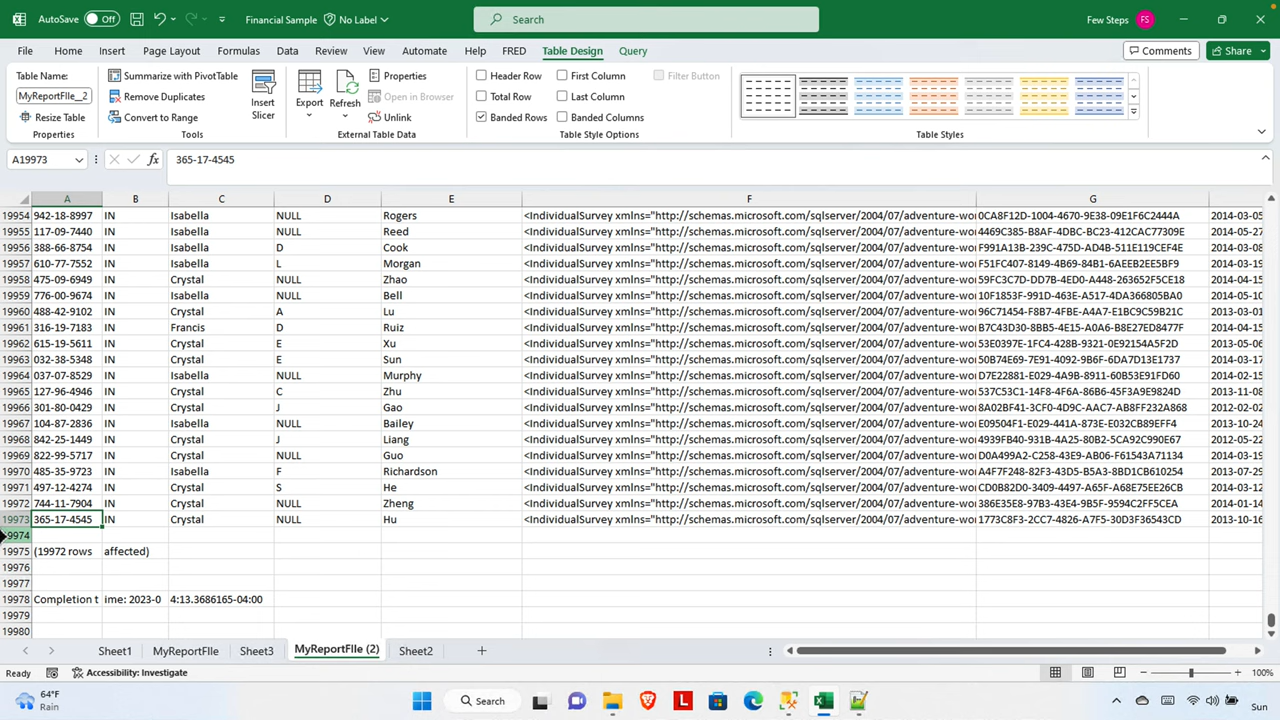 AutoSave Off Financial Sample No Label Search Few Steps FS
File Home Insert Page Layout Formulas Data Review View Automate Help FRED Table Design Query Comments Share
Table Name: Summarize with PivotTable Properties Header Row First Column Filter Button
MyReportFIle__2 Remove Duplicates Insert Slicer Export Refresh Open in Browser Total Row Last Column
Resize Table Convert to Range Unlink Banded Rows Banded Columns
Properties Tools External Table Data Table Style Options Table Styles
A19973 fx 365-17-4545
A B C D E F G
19954 942-18-8997 IN Isabella NULL Rogers <IndividualSurvey xmlns="http://schemas.microsoft.com/sqlserver/2004/07/adventure-wor 0CA8F12D-1004-4670-9E38-09E1F6C2444A 2014-03-05
19955 117-09-7440 IN Isabella NULL Reed <IndividualSurvey xmlns="http://schemas.microsoft.com/sqlserver/2004/07/adventure-wor 4469C385-B8AF-4DBC-BC23-412CAC77309E 2014-05-27
19956 388-66-8754 IN Isabella D Cook <IndividualSurvey xmlns="http://schemas.microsoft.com/sqlserver/2004/07/adventure-wor F991A13B-239C-475D-AD4B-511E119CEF4E 2014-03-08
19957 610-77-7552 IN Isabella L Morgan <IndividualSurvey xmlns="http://schemas.microsoft.com/sqlserver/2004/07/adventure-wor F51FC407-8149-4B69-84B1-6AEEB2EE5BF9 2014-03-19
19958 475-09-6949 IN Crystal NULL Zhao <IndividualSurvey xmlns="http://schemas.microsoft.com/sqlserver/2004/07/adventure-wor 59FC3C7D-DD7B-4ED0-A448-263652C5CE18 2014-04
19959 776-00-9674 IN Isabella NULL Bell <IndividualSurvey xmlns="http://schemas.microsoft.com/sqlserver/2004/07/adventure-wor 10F1853F-991D-463E-A517-4DA366805BA0 2014-05-10
19960 488-42-9102 IN Crystal A Lu <IndividualSurvey xmlns="http://schemas.microsoft.com/sqlserver/2004/07/adventure-wor 96C71454-F8B7-4FBE-A4A7-E1BC9C59B21C 2013-03-01
19961 316-19-7183 IN Francis D Ruiz <IndividualSurvey xmlns="http://schemas.microsoft.com/sqlserver/2004/07/adventure-wor B7C43D30-8BB5-4E15-A0A6-B8E27ED8477F 2014-04-15
19962 615-19-5611 IN Crystal E Xu <IndividualSurvey xmlns="http://schemas.microsoft.com/sqlserver/2004/07/adventure-wor 53E0397E-1FC4-428B-9321-0E92154A5F2D 2013-05-06
19963 032-38-5348 IN Crystal E Sun <IndividualSurvey xmlns="http://schemas.microsoft.com/sqlserver/2004/07/adventure-wor 50B74E69-7E91-4092-9B6F-6DA7D13E1737 2014-03-17
19964 037-07-8529 IN Isabella NULL Murphy <IndividualSurvey xmlns="http://schemas.microsoft.com/sqlserver/2004/07/adventure-wor D7E22881-E029-4A9B-8911-60B53E91FD60 2014-03
19965 127-96-4946 IN Crystal C Zhu <IndividualSurvey xmlns="http://schemas.microsoft.com/sqlserver/2004/07/adventure-wor 537C53C1-14F8-4F6A-86B6-45F3A9E9824D 2013-11-08
19966 301-80-0429 IN Crystal J Gao <IndividualSurvey xmlns="http://schemas.microsoft.com/sqlserver/2004/07/adventure-wor 8A02BF41-3CF0-4D9C-AAC7-AB8FF232A868 2012-02-02
19967 104-87-2836 IN Isabella NULL Bailey <IndividualSurvey xmlns="http://schemas.microsoft.com/sqlserver/2004/07/adventure-wor E09504F1-E029-441A-873E-E032CB89EFF4 2013-10-24
19968 842-25-1449 IN Crystal J Liang <IndividualSurvey xmlns="http://schemas.microsoft.com/sqlserver/2004/07/adventure-wor 4939FB40-931B-4A25-80B2-5CA92C990E67 2012-05-22
19969 822-99-5717 IN Crystal NULL Guo <IndividualSurvey xmlns="http://schemas.microsoft.com/sqlserver/2004/07/adventure-wor D0A499A2-C258-43E9-AB06-F61543A71134 2013-09
19970 485-35-9723 IN Isabella F Richardson <IndividualSurvey xmlns="http://schemas.microsoft.com/sqlserver/2004/07/adventure-wor A4F7F248-82F3-43D5-B5A3-8BD1CB610254 2013-07-29
19971 497-12-4274 IN Crystal S He <IndividualSurvey xmlns="http://schemas.microsoft.com/sqlserver/2004/07/adventure-wor CD0B82D0-3409-4497-A65F-A68E75EE26CB 2013-12
19972 744-11-7904 IN Crystal NULL Zheng <IndividualSurvey xmlns="http://schemas.microsoft.com/sqlserver/2004/07/adventure-wor 386E35E8-97B3-43E4-9B5F-9594C2FF5CEA 2014-01-14
19973 365-17-4545 IN Crystal NULL Hu <IndividualSurvey xmlns="http://schemas.microsoft.com/sqlserver/2004/07/adventure-wor 1773C8F3-2CC7-4826-A7F5-30D3F36543CD 2013-10-16
9974
19975 (19972 rows affected)
19976
19977
19978 Completion t ime: 2023-0 4:13.3686165-04:00
19979
19980
Sheet1 MyReportFIle Sheet3 MyReportFIle (2) Sheet2
Ready Accessibility: Investigate 100%
64°F Search
Rain Sun